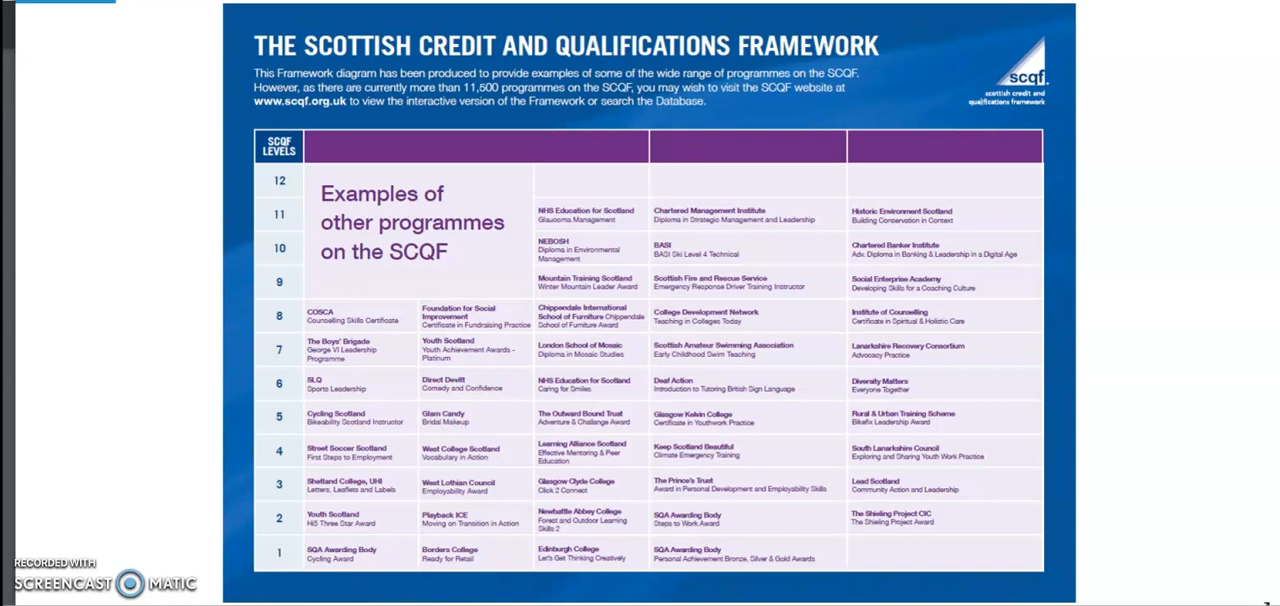 THE SCOTTISH CREDIT AND QUALIFICATIONS FRAMEWORK
This Framework diagram has been produced to provide examples of some of the wide range of programmes on the SCQF.
However, as there are currently more than 11,500 programmes on the SCQF, you may wish to visit the SCQF website at
www.scqf.org.uk to view the interactive version of the Framework or search the Database.
scqf.
scottish credit and
qualifications framework
SCQF
LEVELS
Examples of
other programmes
on the SCQF
12
11
NHS Education for Scotland
Glaucoma Management
Chartered Management Institute
Diploma in Strategic Management and Leadership
Historic Environment Scotland
Building Conservation in Context
10
NEBOSH
Diploma in Environmental
Management
BASI
BASI Ski Level 4 Technical
Chartered Banker Institute
Adv. Diploma in Banking & Leadership in a Digital Age
9
Mountain Training Scotland
Winter Mountain Leader Award
Scottish Fire and Rescue Service
Emergency Response Driver Training Instructor
Social Enterprise Academy
Developing Skills for a Coaching Culture
8
COSCA
Counselling Skills Certificate
Foundation for Social
Improvement
Certificate in Fundraising Practice
Chippendale International
School of Furniture Chippendale
School of Furniture Award
College Development Network
Teaching in Colleges Today
Institute of Counselling
Certificate in Spiritual & Holistic Care
7
The Boys' Brigade
George VI Leadership
Programme
Youth Scotland
Youth Achievement Awards -
Platinum
London School of Mosaic
Diploma in Mosaic Studies
Scottish Amateur Swimming Association
Early Childhood Swim Teaching
Lanarkshire Recovery Consortium
Advocacy Practice
6
SLQ
Sports Leadership
Direct Devitt
Comedy and Confidence
NHS Education for Scotland
Caring for Smiles
Deaf Action
Introduction to Tutoring British Sign Language
Diversity Matters
Everyone Together
5
Cycling Scotland
Bikeability Scotland Instructor
Glam Candy
Bridal Makeup
The Outward Bound Trust
Adventure & Challenge Award
Glasgow Kelvin College
Certificate in Youthwork Practice
Rural & Urban Training Scheme
Bikefix Leadership Award
4
Street Soccer Scotland
First Steps to Employment
West College Scotland
Vocabulary in Action
Learning Alliance Scotland
Effective Mentoring & Peer
Education
Keep Scotland Beautiful
Climate Emergency Training
South Lanarkshire Council
Exploring and Sharing Youth Work Practice
3
Shetland College, UHI
Letters, Leaflets and Labels
West Lothian Council
Employability Award
Glasgow Clyde College
Click 2 Connect
The Prince's Trust
Award in Personal Development and Employability Skills
Lead Scotland
Community Action and Leadership
2
Youth Scotland
Hi5 Three Star Award
Playback ICE
Moving on Transition in Action
Newbattle Abbey College
Forest and Outdoor Learning
Skills 2
SQA Awarding Body
Steps to Work Award
The Shieling Project CIC
The Shieling Project Award
1
SQA Awarding Body
Cycling Award
Borders College
Ready for Retail
Edinburgh College
Let's Get Thinking Creatively
SQA Awarding Body
Personal Achievement Bronze, Silver & Gold Awards
RECORDED WITH
SCREENCAST MATIC